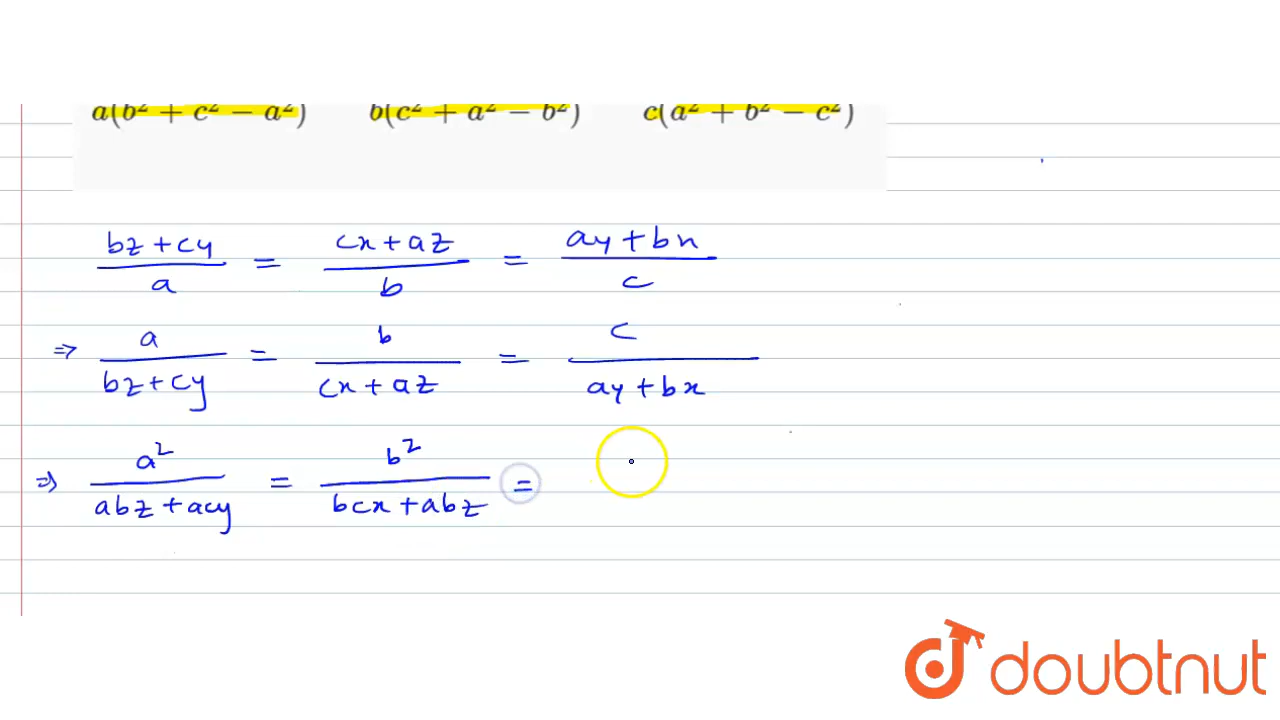 a(b² + c² − a²) b(c² + a² − b²) c(a² + b² − c²)
bz + cy / a = cx + az / b = ay + bx / c
⇒ a / bz + cy = b / cx + az = c / ay + bx
⇒ a² / abz + acy = b² / bcx + abz =
doubtnut